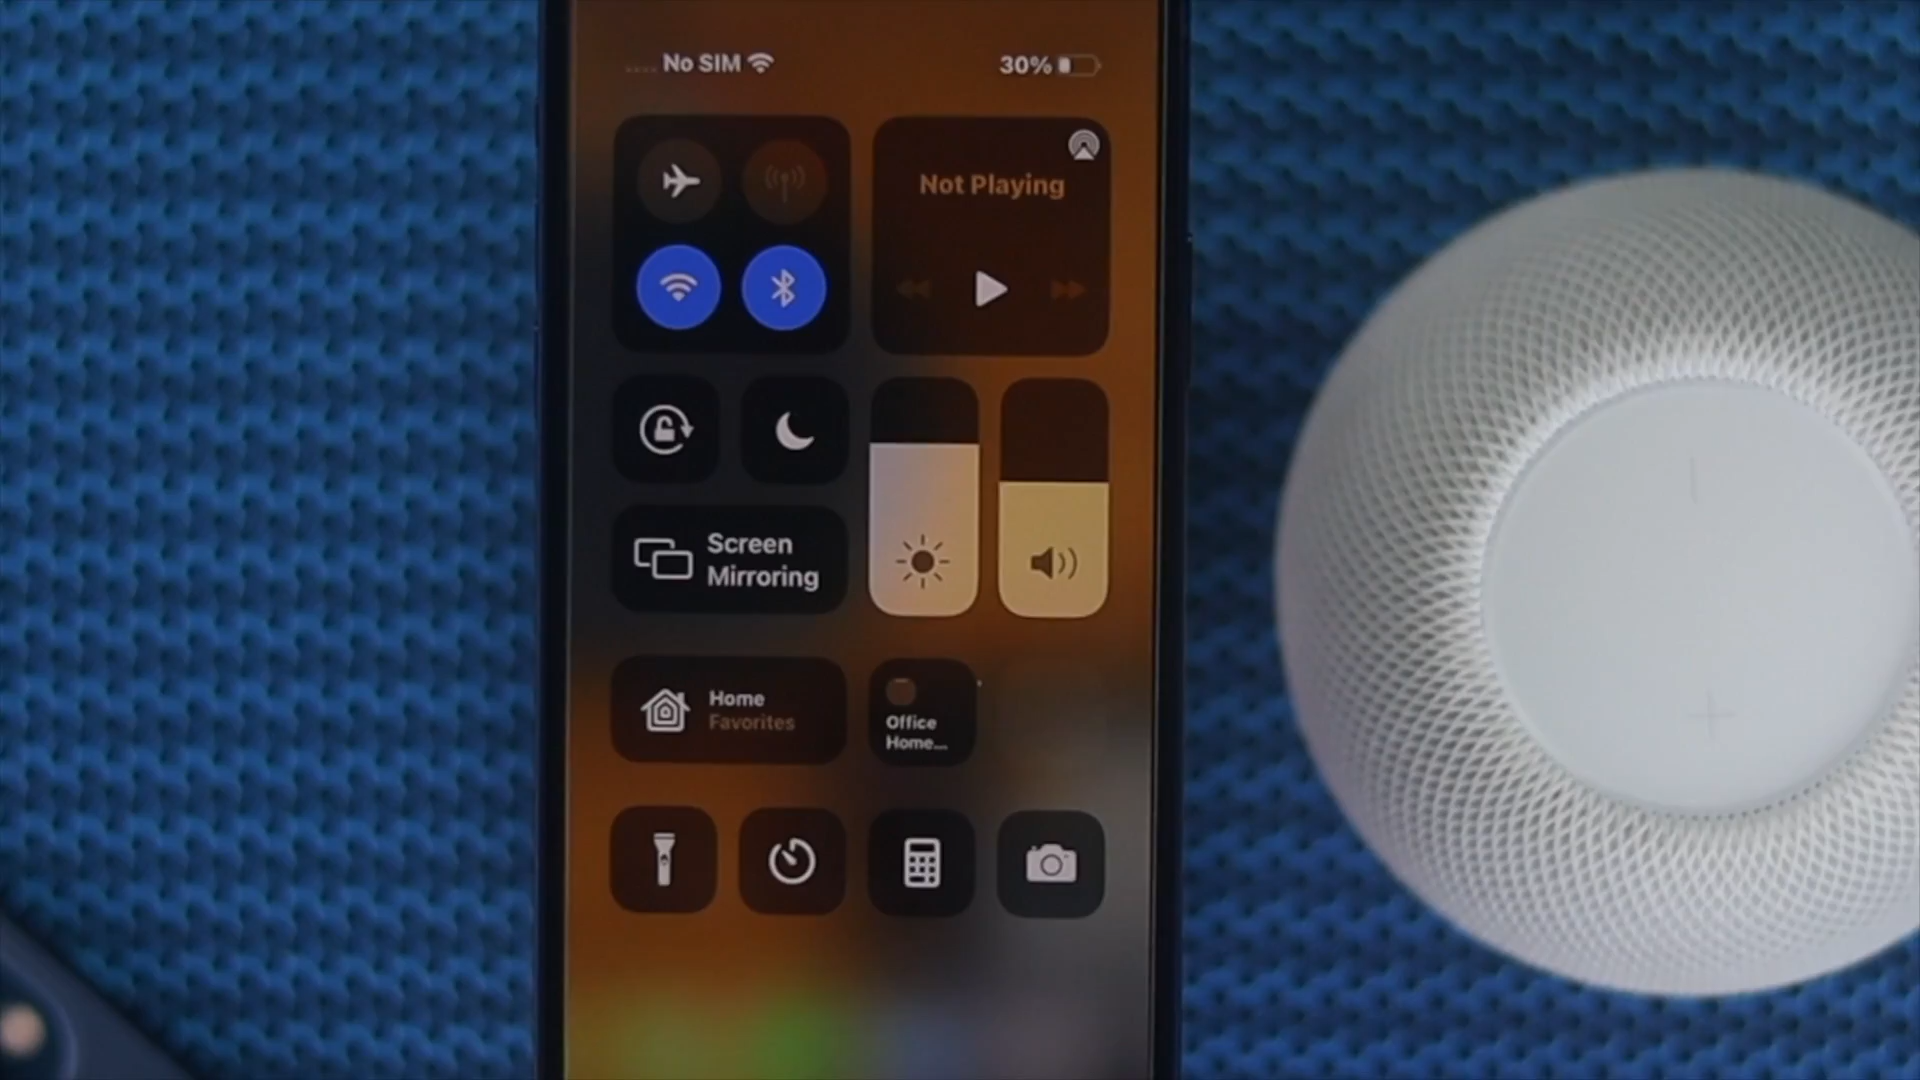 No SIM
30%
Not Playing
Screen
Mirroring
Home
Favorites
Office
Home...